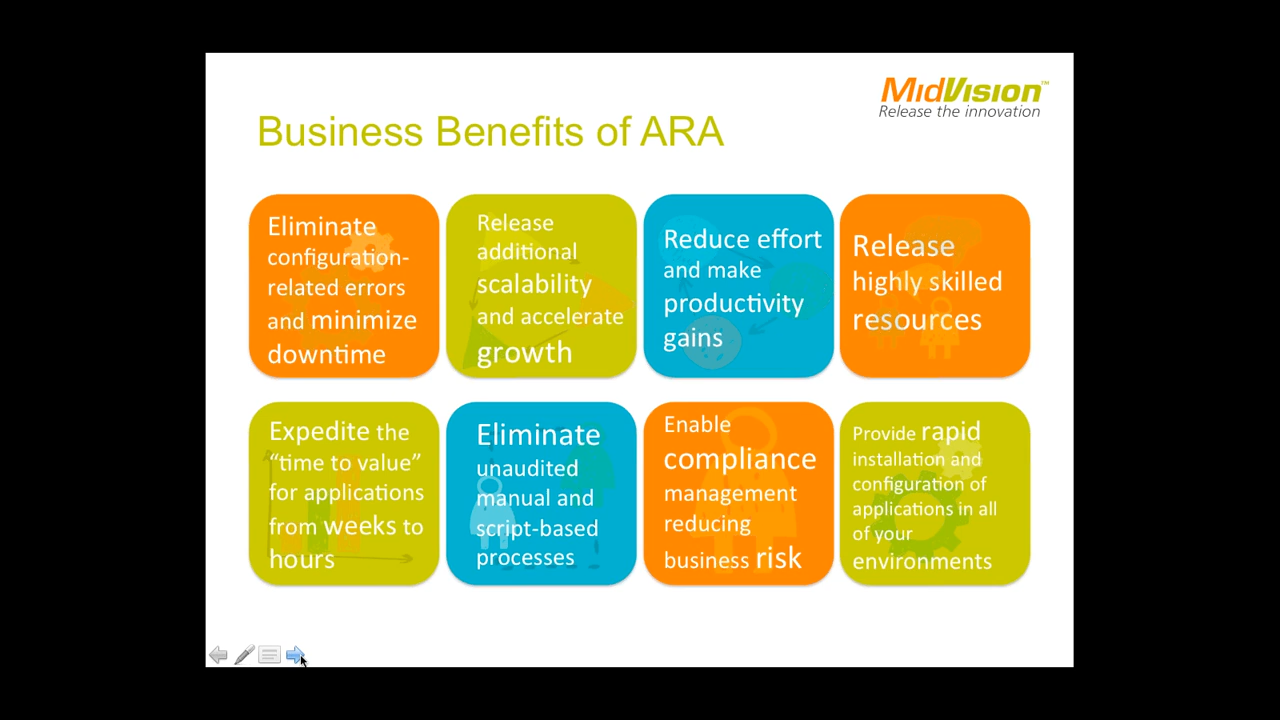 MidVision™
Release the innovation
Business Benefits of ARA
Eliminate
configuration-
related errors
and minimize
downtime
Release
additional
scalability
and accelerate
growth
Reduce effort
and make
productivity
gains
Release
highly skilled
resources
Expedite the
“time to value”
for applications
from weeks to
hours
Eliminate
unaudited
manual and
script-based
processes
Enable
compliance
management
reducing
business risk
Provide rapid
installation and
configuration of
applications in all
of your
environments